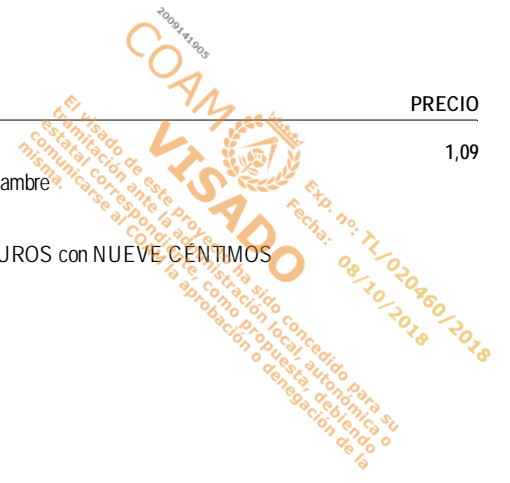 2009141905
COAM
PRECIO
1,09
ambre
UROS con NUEVE CÉNTIMOS
VISADO
Exp. nº: TL/020460/2018
Fecha: 08/10/2018
El visado de este proyecto ha sido concedido para su
tramitación ante la administración local, autonómica o
estatal correspondiente, como propuesta, debiendo
comunicarse al COAM la aprobación o denegación de la
misma.